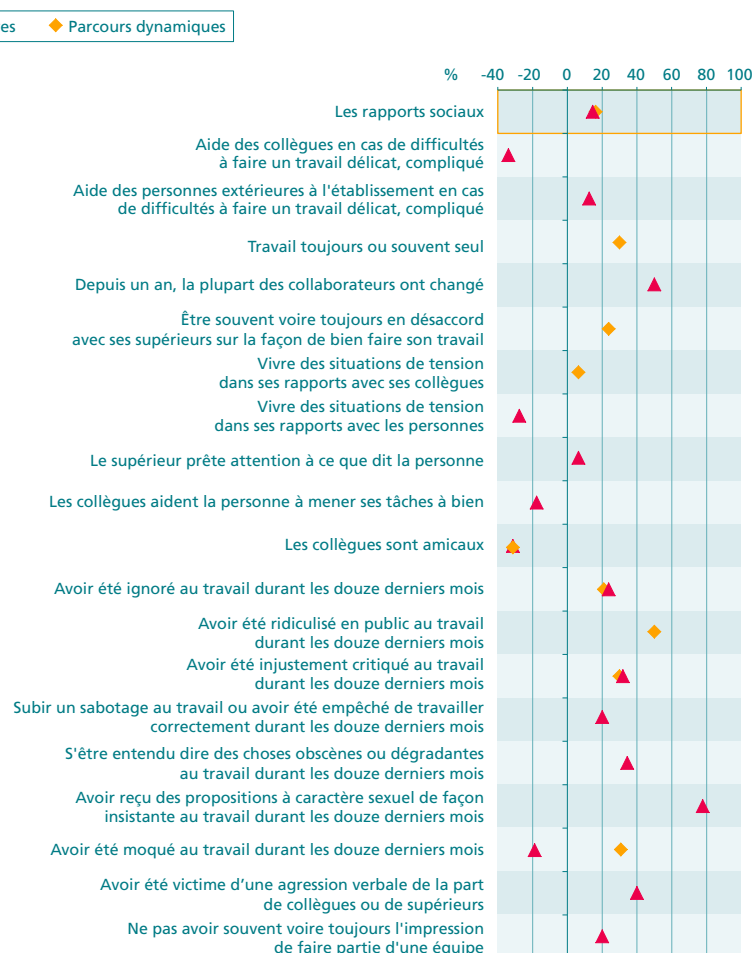 es Parcours dynamiques
% -40 -20 0 20 40 60 80 100
Les rapports sociaux
Aide des collègues en cas de difficultés
à faire un travail délicat, compliqué
Aide des personnes extérieures à l'établissement en cas
de difficultés à faire un travail délicat, compliqué
Travail toujours ou souvent seul
Depuis un an, la plupart des collaborateurs ont changé
Être souvent voire toujours en désaccord
avec ses supérieurs sur la façon de bien faire son travail
Vivre des situations de tension
dans ses rapports avec ses collègues
Vivre des situations de tension
dans ses rapports avec les personnes
Le supérieur prête attention à ce que dit la personne
Les collègues aident la personne à mener ses tâches à bien
Les collègues sont amicaux
Avoir été ignoré au travail durant les douze derniers mois
Avoir été ridiculisé en public au travail
durant les douze derniers mois
Avoir été injustement critiqué au travail
durant les douze derniers mois
Subir un sabotage au travail ou avoir été empêché de travailler
correctement durant les douze derniers mois
S'être entendu dire des choses obscènes ou dégradantes
au travail durant les douze derniers mois
Avoir reçu des propositions à caractère sexuel de façon
insistante au travail durant les douze derniers mois
Avoir été moqué au travail durant les douze derniers mois
Avoir été victime d’une agression verbale de la part
de collègues ou de supérieurs
Ne pas avoir souvent voire toujours l'impression
de faire partie d'une équipe